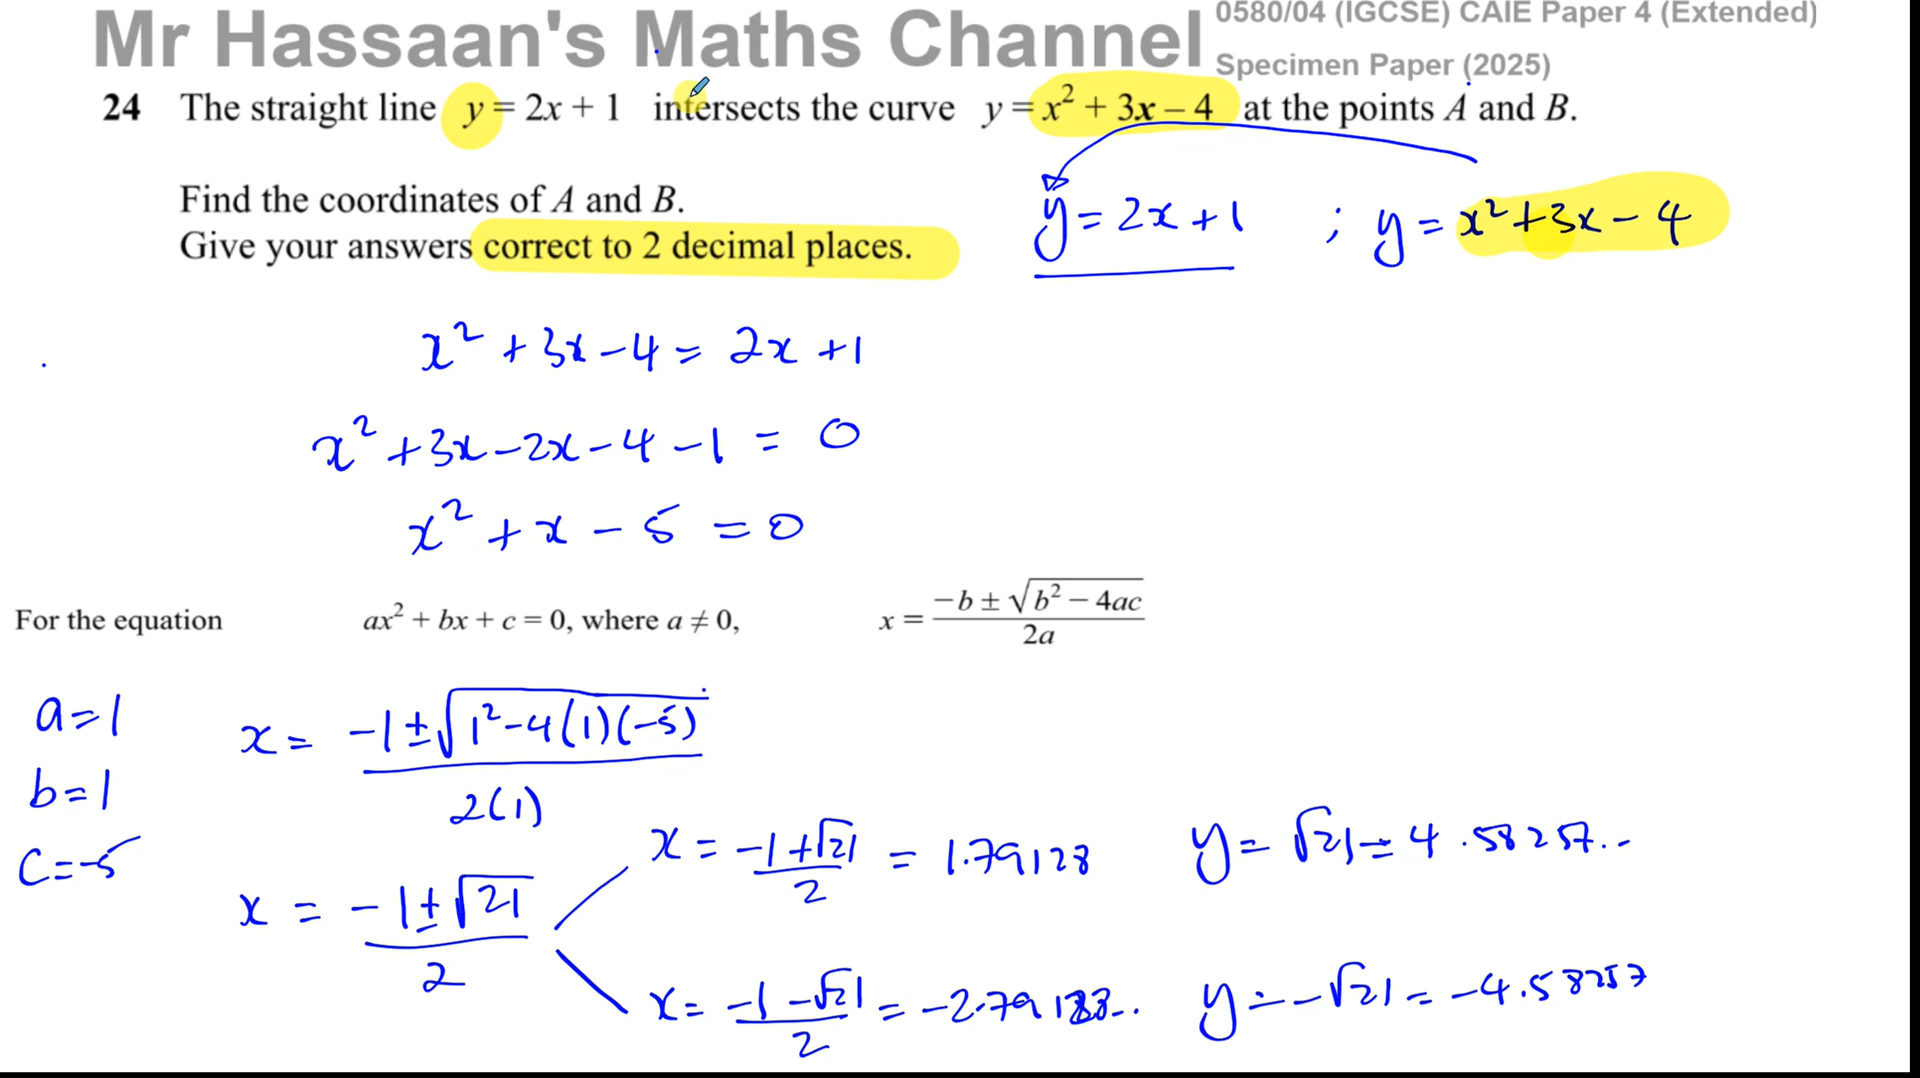 Mr Hassaan's Maths Channel
0580/04 (IGCSE) CAIE Paper 4 (Extended)
Specimen Paper (2025)
24 The straight line y = 2x + 1 intersects the curve y = x² + 3x – 4 at the points A and B.
Find the coordinates of A and B.
Give your answers correct to 2 decimal places.
y = 2x + 1 ; y = x² + 3x – 4
x² + 3x – 4 = 2x + 1
x² + 3x – 2x – 4 – 1 = 0
x² + x – 5 = 0
For the equation ax² + bx + c = 0, where a ≠ 0, x = (–b ± √(b² – 4ac)) / 2a
a = 1
b = 1
c = –5
x = (–1 ± √(1² – 4(1)(–5))) / 2(1)
x = (–1 ± √21) / 2
x = (–1 + √21) / 2 = 1.79128 y = √21 = 4.58257..
x = (–1 – √21) / 2 = –2.79128.. y = –√21 = –4.58257